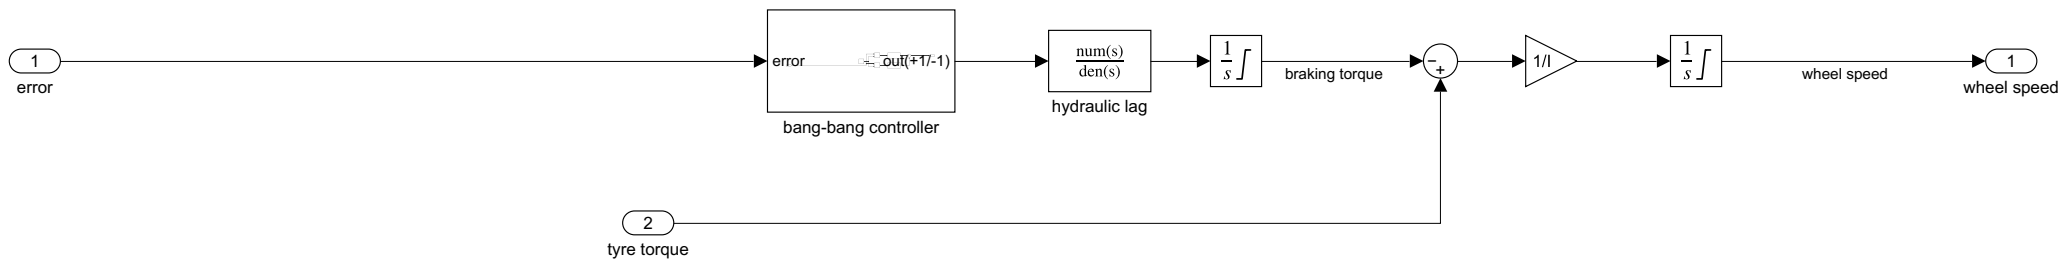 1
error
error
out(+1/-1)
bang-bang controller
num(s)
den(s)
hydraulic lag
1
s
braking torque
2
tyre torque
−
+
1/I
1
s
wheel speed
1
wheel speed